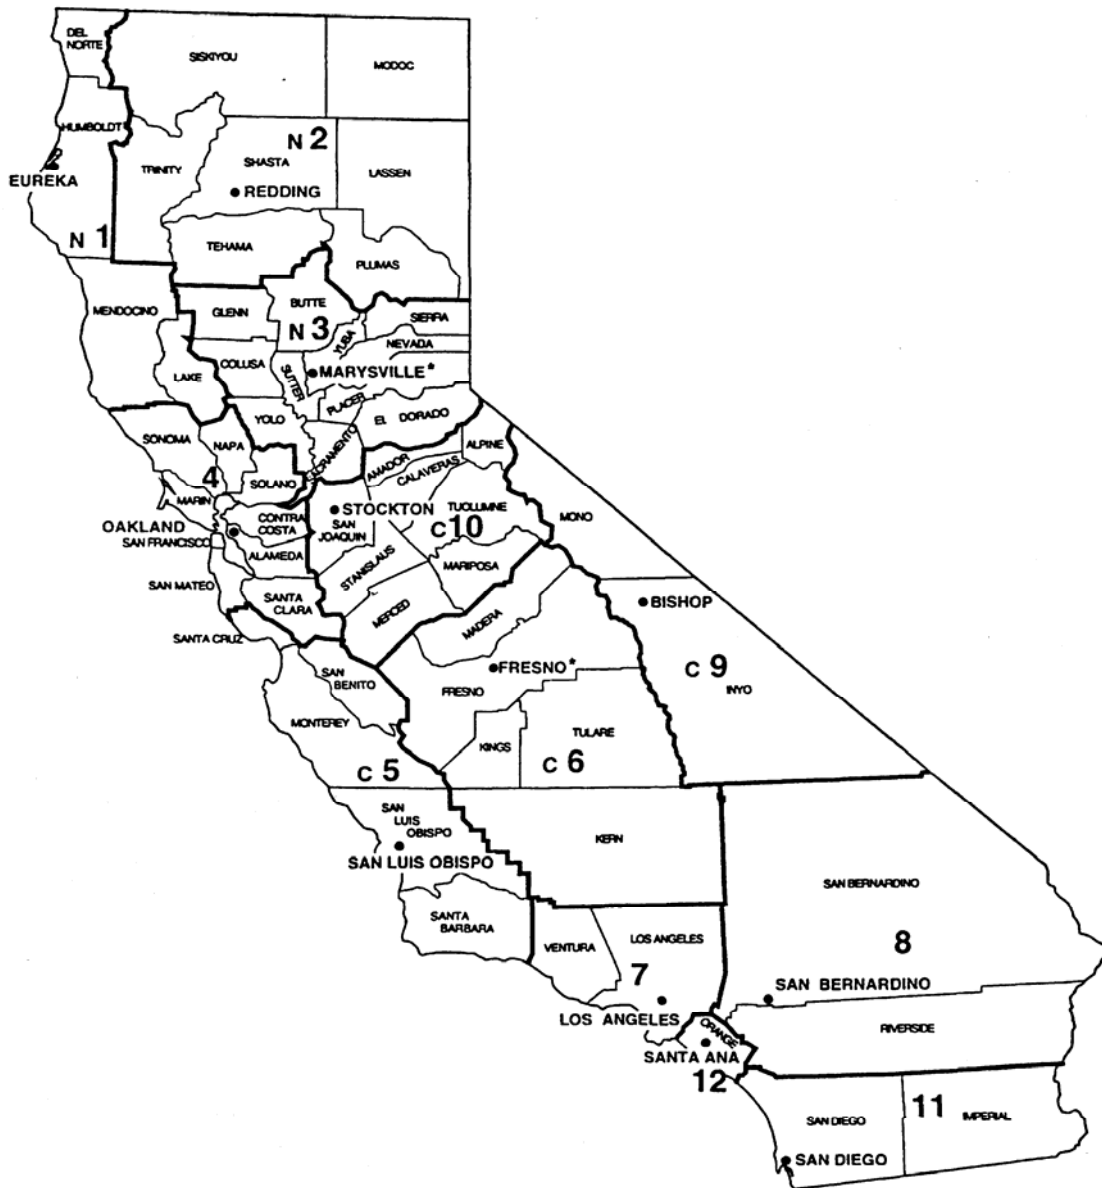 DEL
NORTE
SISKIYOU
MODOC
HUMBOLDT
EUREKA
N 1
TRINITY
N 2
SHASTA
REDDING
LASSEN
TEHAMA
PLUMAS
MENDOCINO
GLENN
BUTTE
N 3
SIERRA
YUBA
NEVADA
COLUSA
SUTTER
MARYSVILLE*
LAKE
PLACER
YOLO
EL DORADO
SACRAMENTO
SONOMA
NAPA
4
SOLANO
AMADOR
ALPINE
CALAVERAS
MARIN
STOCKTON
TUOLUMNE
C 10
MONO
CONTRA
COSTA
SAN
JOAQUIN
OAKLAND
SAN FRANCISCO
ALAMEDA
STANISLAUS
MARIPOSA
SAN MATEO
SANTA
CLARA
MERCED
BISHOP
SANTA CRUZ
MADERA
SAN
BENITO
FRESNO*
FRESNO
C 9
INYO
MONTEREY
KINGS
TULARE
C 5
C 6
SAN
LUIS
OBISPO
SAN LUIS OBISPO
KERN
SAN BERNARDINO
SANTA
BARBARA
VENTURA
LOS ANGELES
8
7
SAN BERNARDINO
LOS ANGELES
ORANGE
RIVERSIDE
SANTA ANA
12
SAN DIEGO
11
IMPERIAL
SAN DIEGO